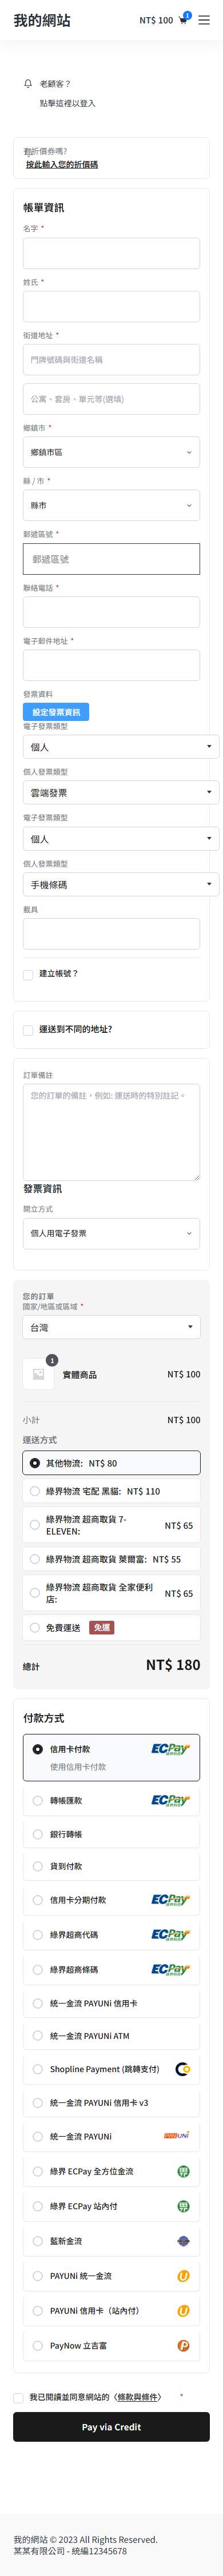 我的網站
NT$ 100
1
老顧客？
點擊這裡以登入
有折價券嗎?
按此輸入您的折價碼
帳單資訊
名字 *
姓氏 *
街道地址 *
門牌號碼與街道名稱
公寓、套房、單元等(選填)
鄉鎮市 *
鄉鎮市區
縣 / 市 *
縣市
郵遞區號 *
郵遞區號
聯絡電話 *
電子郵件地址 *
發票資料
設定發票資訊
電子發票類型
個人
個人發票類型
雲端發票
電子發票類型
個人
個人發票類型
手機條碼
載具
建立帳號？
運送到不同的地址?
訂單備註
您的訂單的備註，例如: 運送時的特別註記。
發票資訊
開立方式
個人用電子發票
您的訂單
國家/地區或區域 *
台灣
1
實體商品
NT$ 100
小計
NT$ 100
運送方式
其他物流: NT$ 80
綠界物流 宅配 黑貓: NT$ 110
綠界物流 超商取貨 7-
ELEVEN:
NT$ 65
綠界物流 超商取貨 萊爾富: NT$ 55
綠界物流 超商取貨 全家便利
店:
NT$ 65
免費運送 免運
總計
NT$ 180
付款方式
信用卡付款
ECPay
使用信用卡付款
轉帳匯款
ECPay
銀行轉帳
貨到付款
信用卡分期付款
ECPay
綠界超商代碼
ECPay
綠界超商條碼
ECPay
統一金流 PAYUNi 信用卡
統一金流 PAYUNi ATM
Shopline Payment (跳轉支付)
統一金流 PAYUNi 信用卡 v3
統一金流 PAYUNi
綠界 ECPay 全方位金流
綠界 ECPay 站內付
藍新金流
PAYUNi 統一金流
PAYUNi 信用卡（站內付）
PayNow 立吉富
我已閱讀並同意網站的〈條款與條件〉 *
Pay via Credit
我的網站 © 2023 All Rights Reserved.
某某有限公司 - 統編12345678